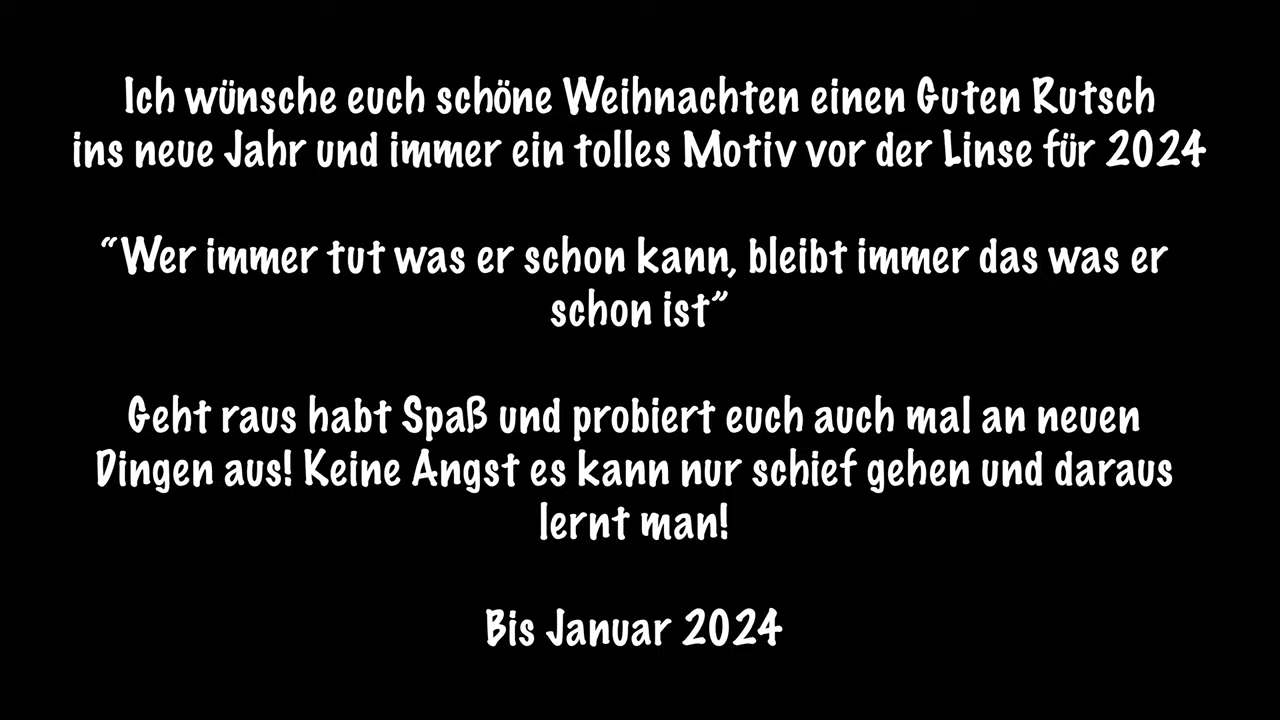 Ich wünsche euch schöne Weihnachten einen Guten Rutsch
ins neue Jahr und immer ein tolles Motiv vor der Linse für 2024
“Wer immer tut was er schon kann, bleibt immer das was er
schon ist”
Geht raus habt Spaß und probiert euch auch mal an neuen
Dingen aus! Keine Angst es kann nur schief gehen und daraus
lernt man!
Bis Januar 2024